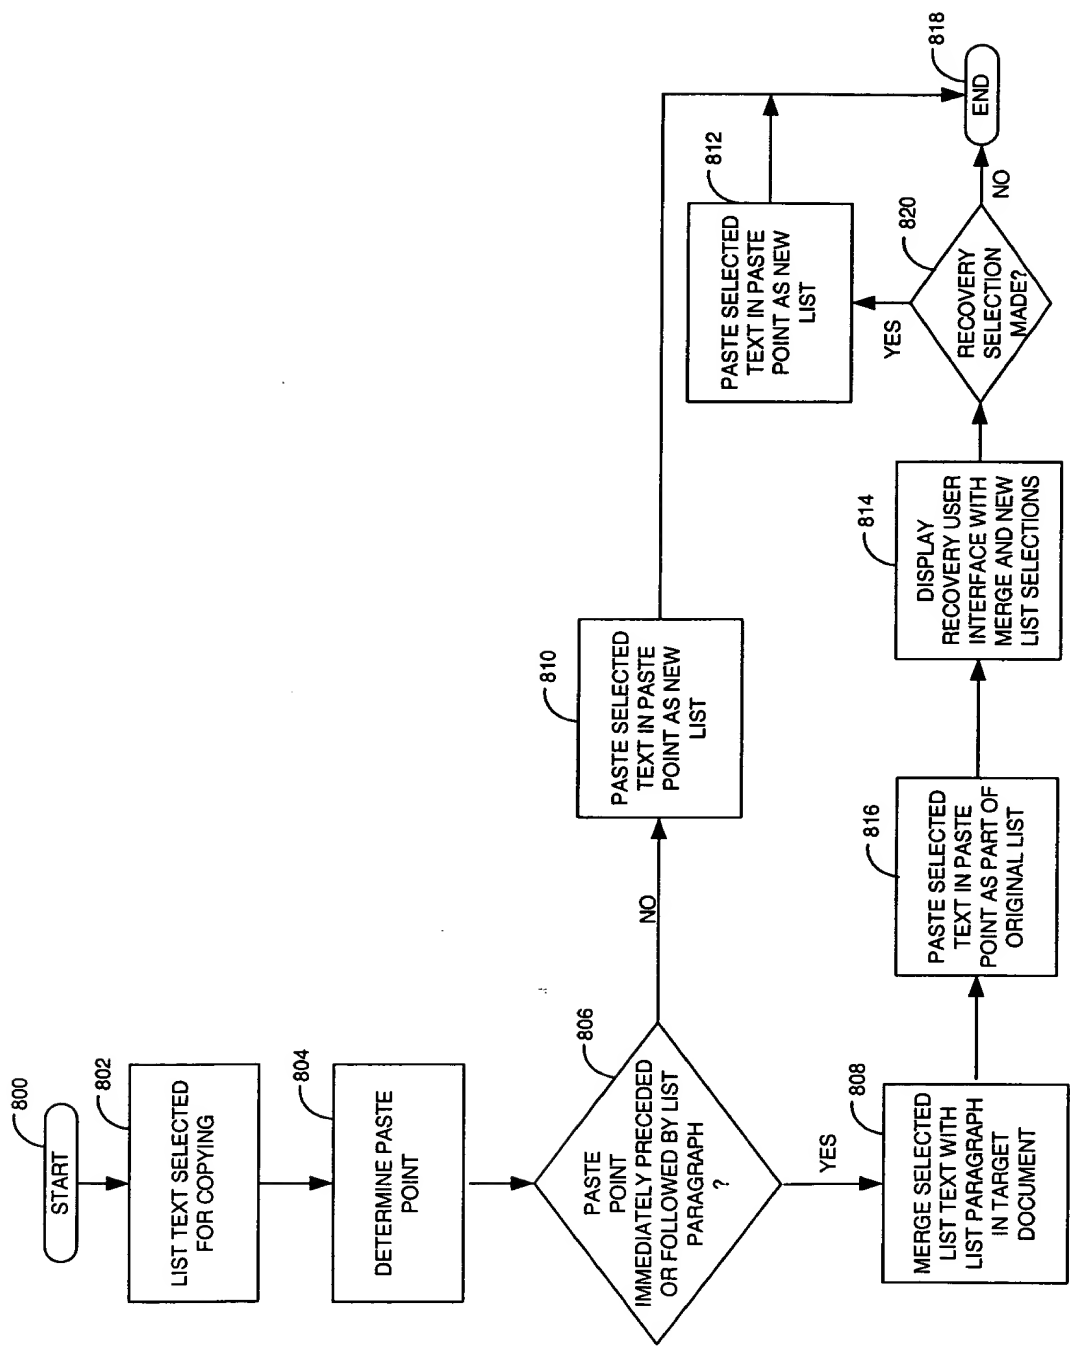 800
START
802
LIST TEXT SELECTED
FOR COPYING
804
DETERMINE PASTE
POINT
806
PASTE
POINT
IMMEDIATELY PRECEDED
OR FOLLOWED BY LIST
PARAGRAPH
?
NO
YES
808
MERGE SELECTED
LIST TEXT WITH
LIST PARAGRAPH
IN TARGET
DOCUMENT
810
PASTE SELECTED
TEXT IN PASTE
POINT AS NEW
LIST
816
PASTE SELECTED
TEXT IN PASTE
POINT AS PART OF
ORIGINAL LIST
814
DISPLAY
RECOVERY USER
INTERFACE WITH
MERGE AND NEW
LIST SELECTIONS
820
RECOVERY
SELECTION
MADE?
YES
NO
812
PASTE SELECTED
TEXT IN PASTE
POINT AS NEW
LIST
818
END